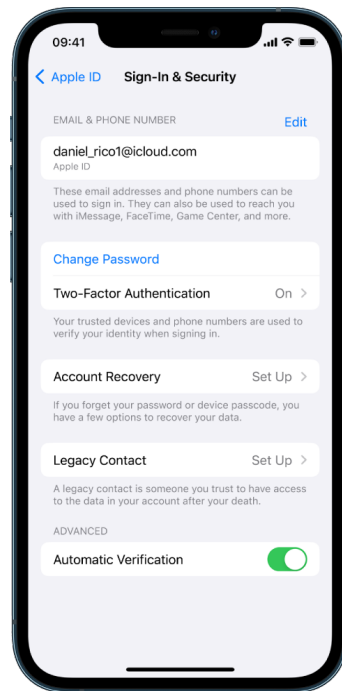 09:41
Apple ID Sign-In & Security
EMAIL & PHONE NUMBER Edit
daniel_rico1@icloud.com
Apple ID
These email addresses and phone numbers can be
used to sign in. They can also be used to reach you
with iMessage, FaceTime, Game Center, and more.
Change Password
Two-Factor Authentication On
Your trusted devices and phone numbers are used to
verify your identity when signing in.
Account Recovery Set Up
If you forget your password or device passcode, you
have a few options to recover your data.
Legacy Contact Set Up
A legacy contact is someone you trust to have access
to the data in your account after your death.
ADVANCED
Automatic Verification